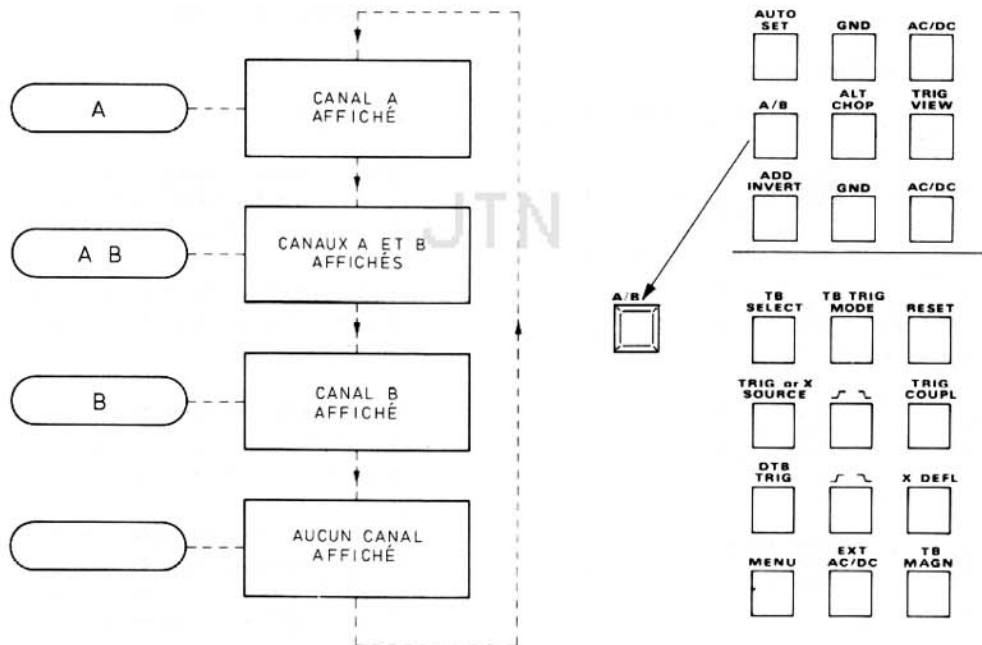 A
CANAL A
AFFICHÉ
A B
CANAUX A ET B
AFFICHÉS
B
CANAL B
AFFICHÉ
AUCUN CANAL
AFFICHÉ
JTN
A/B
AUTO
SET
GND
AC/DC
A/B
ALT
CHOP
TRIG
VIEW
ADD
INVERT
GND
AC/DC
TB
SELECT
TB TRIG
MODE
RESET
TRIG or X
SOURCE
TRIG
COUPL
DTB
TRIG
X DEFL
MENU
EXT
AC/DC
TB
MAGN